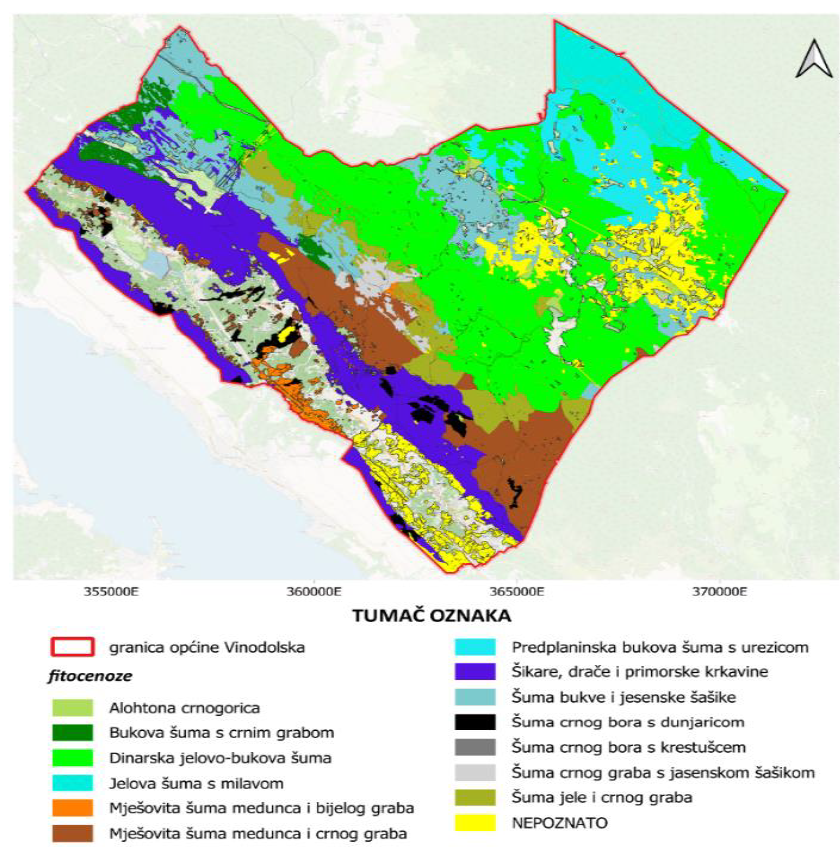 355000E 360000E 365000E 370000E
TUMAČ OZNAKA
granica općine Vinodolska
fitocenoze
Alohtona crnogorica
Bukova šuma s crnim grabom
Dinarska jelovo-bukova šuma
Jelova šuma s milavom
Mješovita šuma medunca i bijelog graba
Mješovita šuma medunca i crnog graba
Predplaninska bukova šuma s urezicom
Šikare, drače i primorske krkavine
Šuma bukve i jesenske šašike
Šuma crnog bora s dunjaricom
Šuma crnog bora s krestušcem
Šuma crnog graba s jasenskom šašikom
Šuma jele i crnog graba
NEPOZNATO